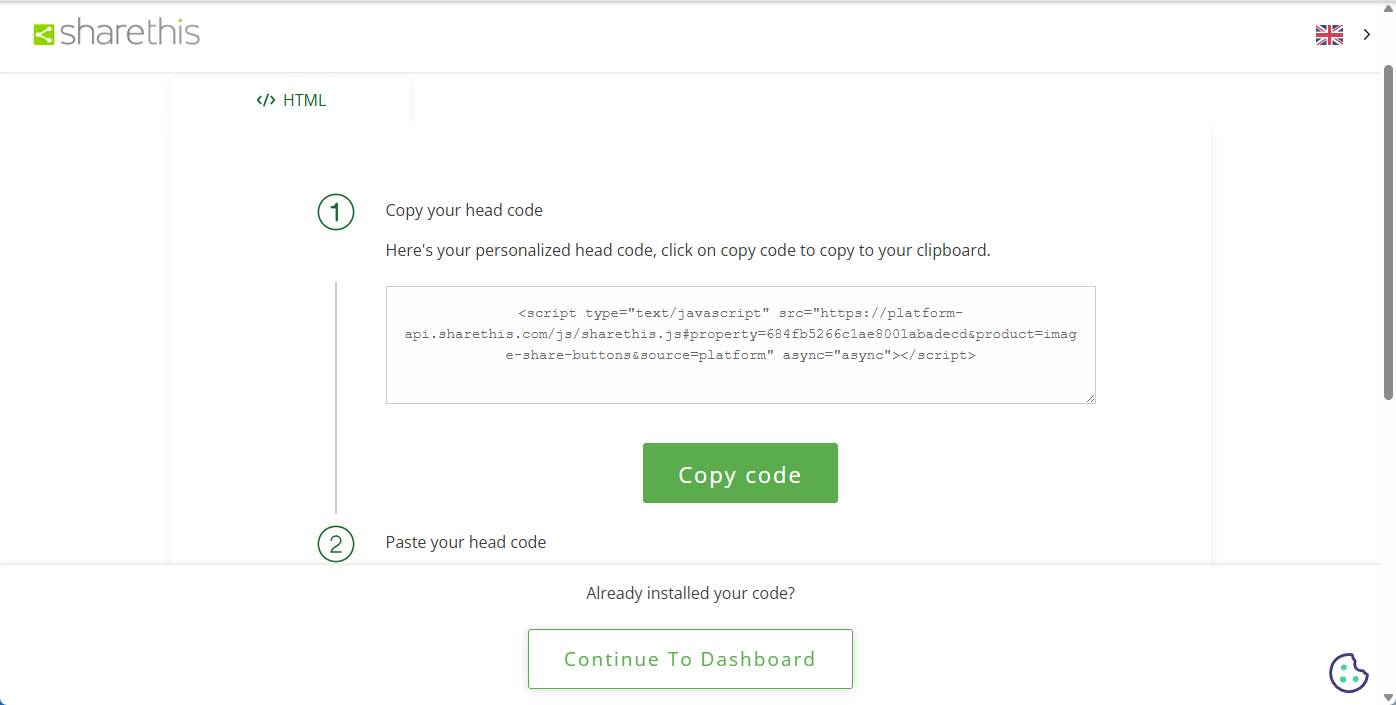 sharethis
</> HTML
1 Copy your head code
Here's your personalized head code, click on copy code to copy to your clipboard.
<script type="text/javascript" src="https://platform-
api.sharethis.com/js/sharethis.js#property=684fb5266c1ae8001abadecd&product=imag
e-share-buttons&source=platform" async="async"></script>
Copy code
2 Paste your head code
Already installed your code?
Continue To Dashboard